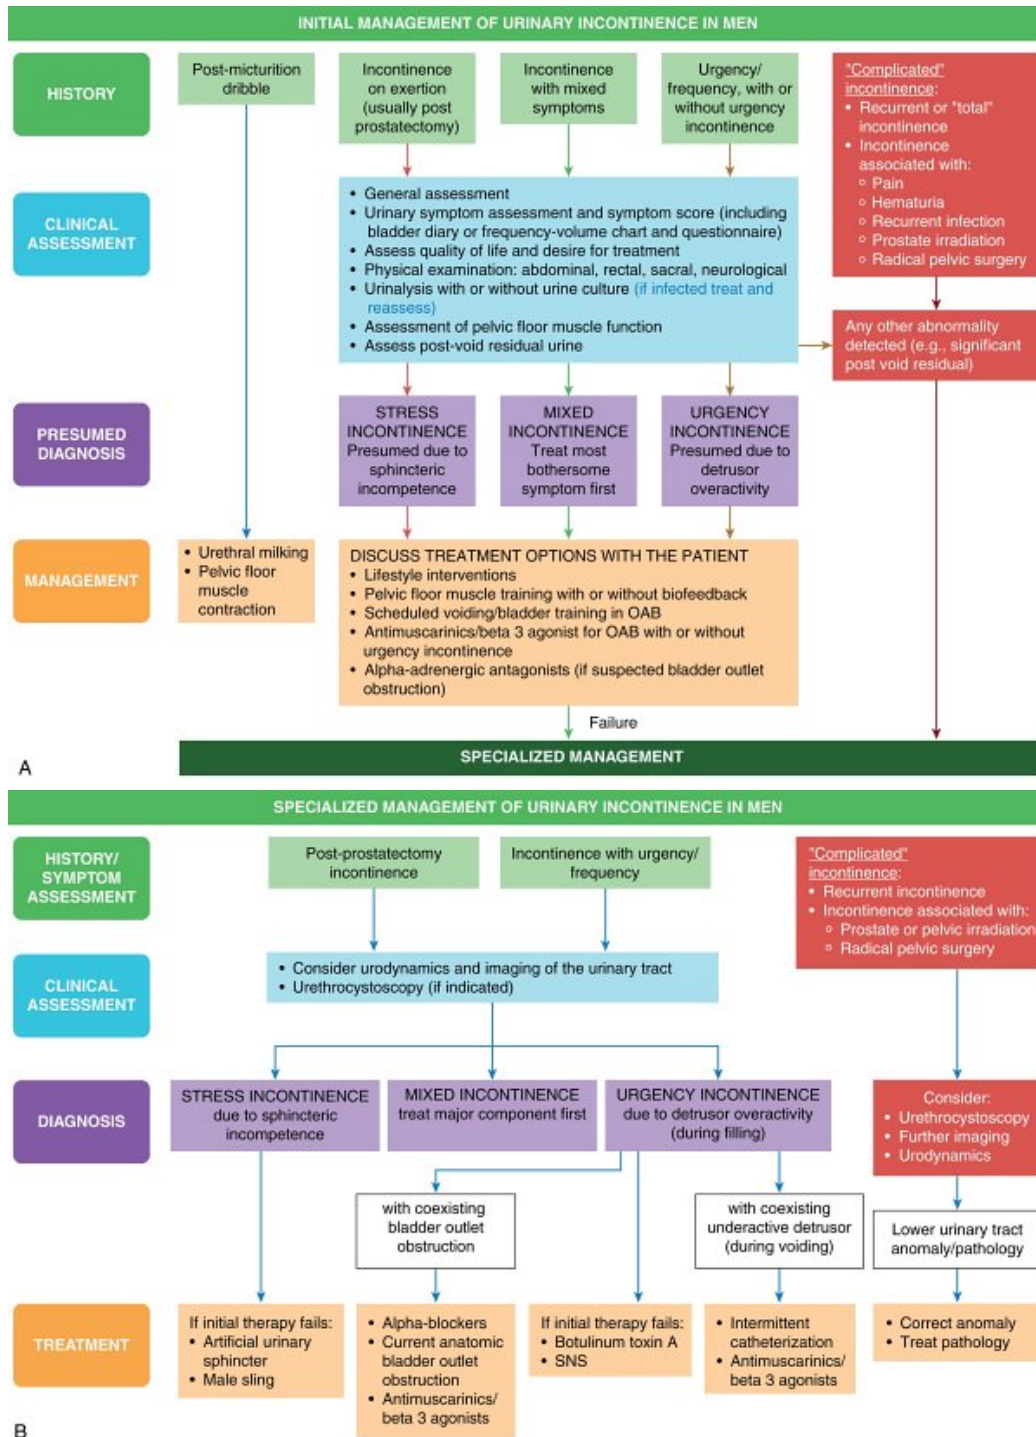 INITIAL MANAGEMENT OF URINARY INCONTINENCE IN MEN
HISTORY
Post-micturition
dribble
Incontinence
on exertion
(usually post
prostatectomy)
Incontinence
with mixed
symptoms
Urgency/
frequency, with or
without urgency
incontinence
"Complicated"
incontinence:
• Recurrent or "total"
incontinence
• Incontinence
associated with:
○ Pain
○ Hematuria
○ Recurrent infection
○ Prostate irradiation
○ Radical pelvic surgery
CLINICAL
ASSESSMENT
• General assessment
• Urinary symptom assessment and symptom score (including
bladder diary or frequency-volume chart and questionnaire)
• Assess quality of life and desire for treatment
• Physical examination: abdominal, rectal, sacral, neurological
• Urinalysis with or without urine culture (if infected treat and
reassess)
• Assessment of pelvic floor muscle function
• Assess post-void residual urine
Any other abnormality
detected (e.g., significant
post void residual)
PRESUMED
DIAGNOSIS
STRESS
INCONTINENCE
Presumed due to
sphincteric
incompetence
MIXED
INCONTINENCE
Treat most
bothersome
symptom first
URGENCY
INCONTINENCE
Presumed due to
detrusor
overactivity
MANAGEMENT
• Urethral milking
• Pelvic floor
muscle
contraction
DISCUSS TREATMENT OPTIONS WITH THE PATIENT
• Lifestyle interventions
• Pelvic floor muscle training with or without biofeedback
• Scheduled voiding/bladder training in OAB
• Antimuscarinics/beta 3 agonist for OAB with or without
urgency incontinence
• Alpha-adrenergic antagonists (if suspected bladder outlet
obstruction)
Failure
SPECIALIZED MANAGEMENT
A
SPECIALIZED MANAGEMENT OF URINARY INCONTINENCE IN MEN
HISTORY/
SYMPTOM
ASSESSMENT
Post-prostatectomy
incontinence
Incontinence with urgency/
frequency
"Complicated"
incontinence:
• Recurrent incontinence
• Incontinence associated with:
○ Prostate or pelvic irradiation
○ Radical pelvic surgery
CLINICAL
ASSESSMENT
• Consider urodynamics and imaging of the urinary tract
• Urethrocystoscopy (if indicated)
DIAGNOSIS
STRESS INCONTINENCE
due to sphincteric
incompetence
MIXED INCONTINENCE
treat major component first
URGENCY INCONTINENCE
due to detrusor overactivity
(during filling)
Consider:
• Urethrocystoscopy
• Further imaging
• Urodynamics
with coexisting
bladder outlet
obstruction
with coexisting
underactive detrusor
(during voiding)
Lower urinary tract
anomaly/pathology
TREATMENT
If initial therapy fails:
• Artificial urinary
sphincter
• Male sling
• Alpha-blockers
• Current anatomic
bladder outlet
obstruction
• Antimuscarinics/
beta 3 agonists
If initial therapy fails:
• Botulinum toxin A
• SNS
• Intermittent
catheterization
• Antimuscarinics/
beta 3 agonists
• Correct anomaly
• Treat pathology
B